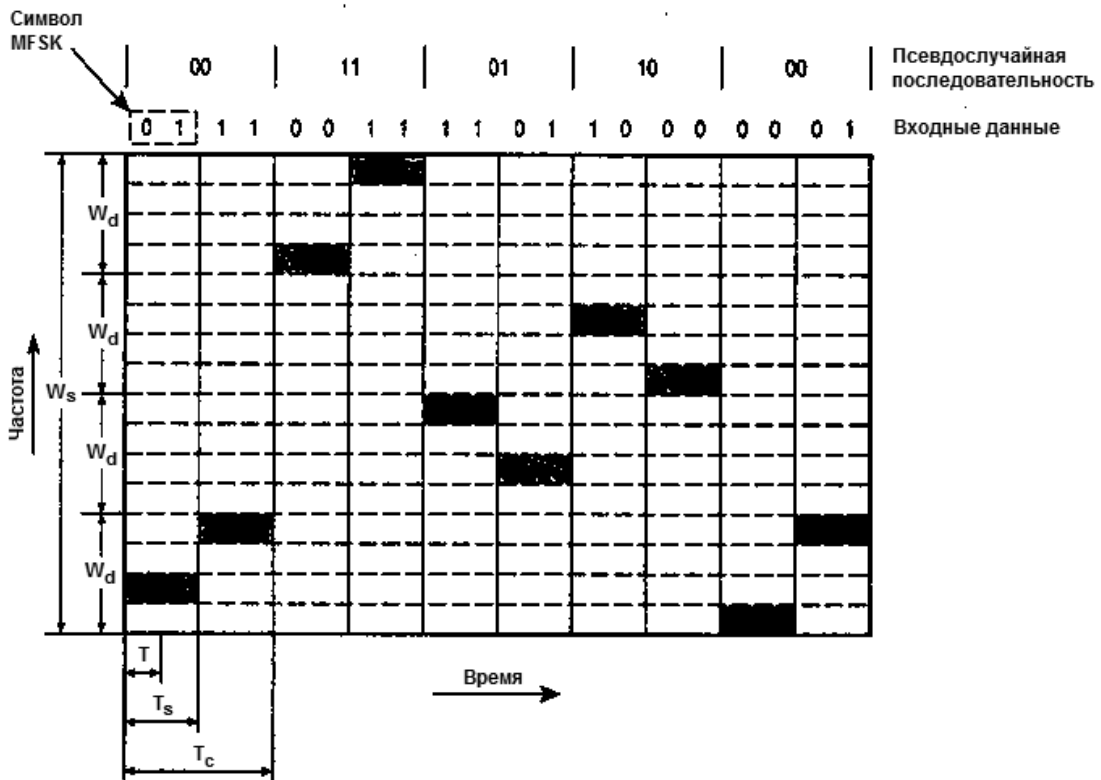 Символ
MFSK
00 11 01 10 00
Псевдослучайная
последовательность
0 1 1 1 0 0 1 1 1 1 0 1 1 0 0 0 0 0 0 1
Входные данные
Wd
Wd
Ws
Wd
Wd
Частота
T
Ts
Tc
Время